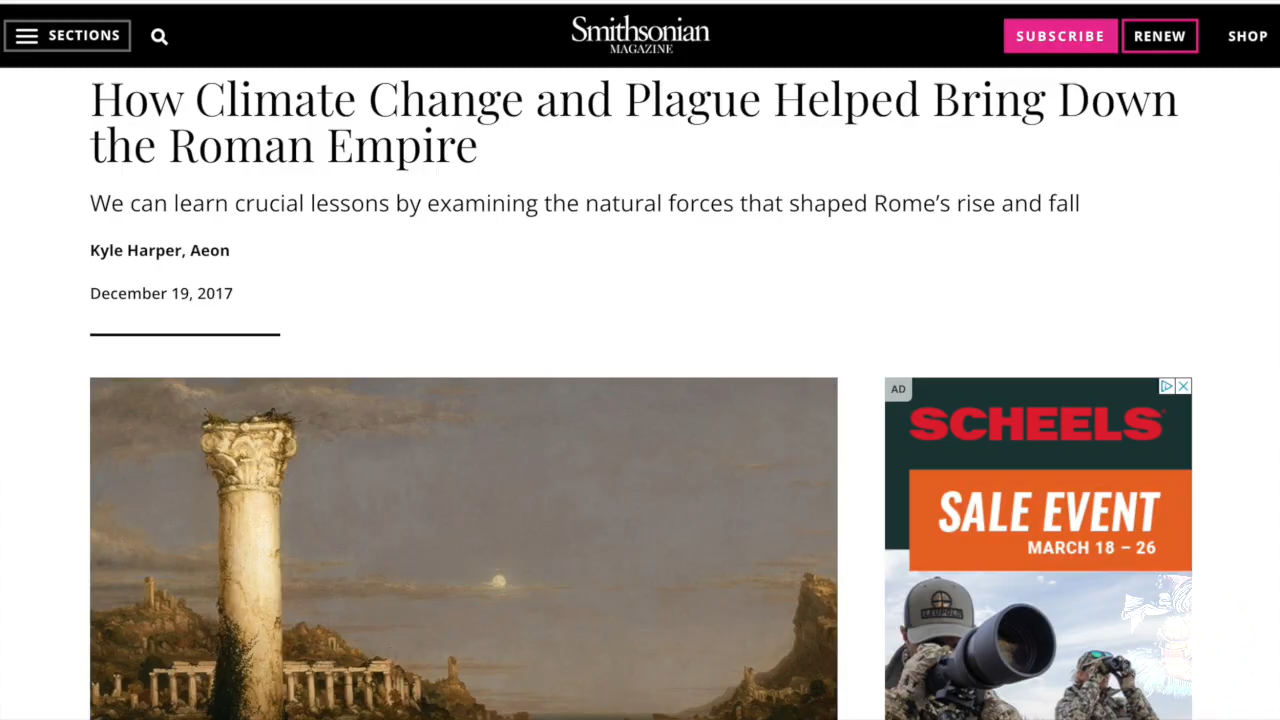 SECTIONS
Smithsonian
MAGAZINE
SUBSCRIBE
RENEW
SHOP
How Climate Change and Plague Helped Bring Down
the Roman Empire
We can learn crucial lessons by examining the natural forces that shaped Rome’s rise and fall
Kyle Harper, Aeon
December 19, 2017
AD
SCHEELS
SALE EVENT
MARCH 18 – 26
LEUPOLD